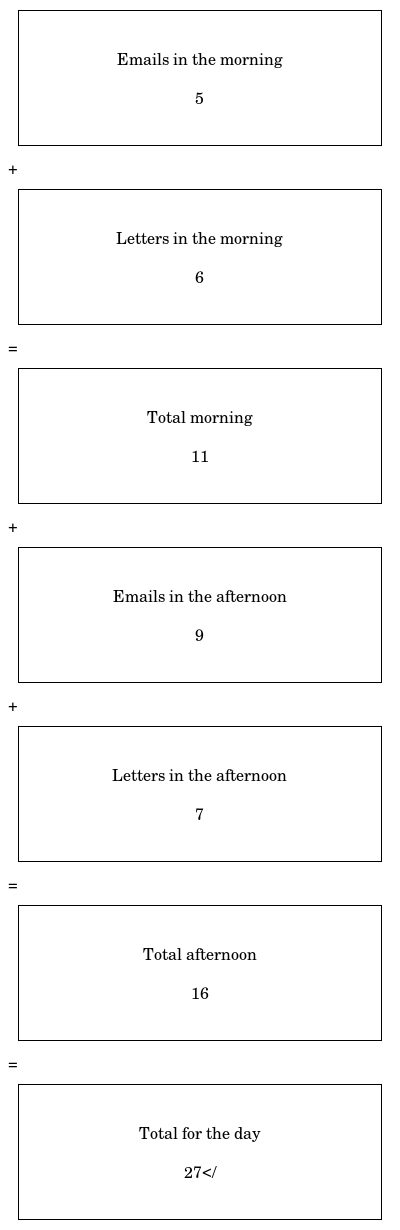 Emails in the morning
5
+
Letters in the morning
6
=
Total morning
11
+
Emails in the afternoon
9
+
Letters in the afternoon
7
=
Total afternoon
16
=
Total for the day
27</